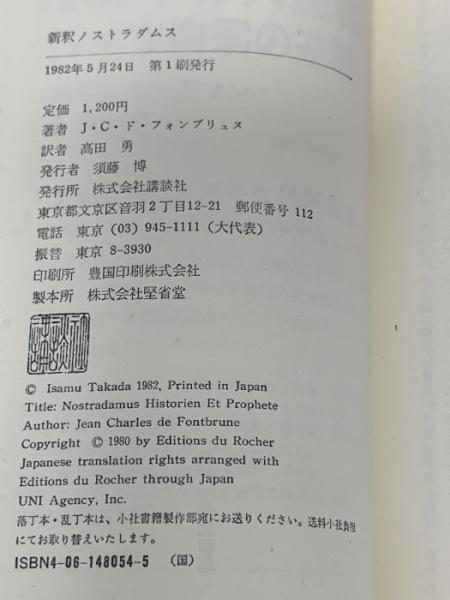 新釈ノストラダムス
1982年5月24日 第1刷発行
定価 1,200円
著者 J・C・ド・フォンブリュヌ
訳者 高田 勇
発行者 須藤 博
発行所 株式会社講談社
東京都文京区音羽2丁目12-21 郵便番号 112
電話 東京 (03) 945-1111 (大代表)
振替 東京 8-3930
印刷所 豊国印刷株式会社
製本所 株式会社堅省堂
© Isamu Takada 1982, Printed in Japan
Title: Nostradamus Historien Et Prophete
Author: Jean Charles de Fontbrune
Copyright © 1980 by Editions du Rocher
Japanese translation rights arranged with
Editions du Rocher through Japan
UNI Agency, Inc.
落丁本・乱丁本は、小社書籍製作部宛にお送りください。送料小社負担
にてお取り替えいたします。
ISBN4-06-148054-5 (国)